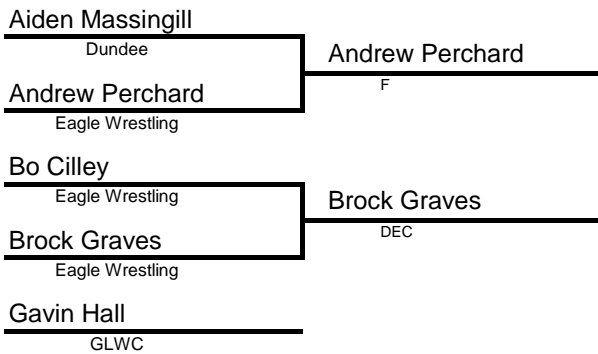 Aiden Massingill
Dundee
Andrew Perchard
F
Andrew Perchard
Eagle Wrestling
Bo Cilley
Eagle Wrestling
Brock Graves
DEC
Brock Graves
Eagle Wrestling
Gavin Hall
GLWC